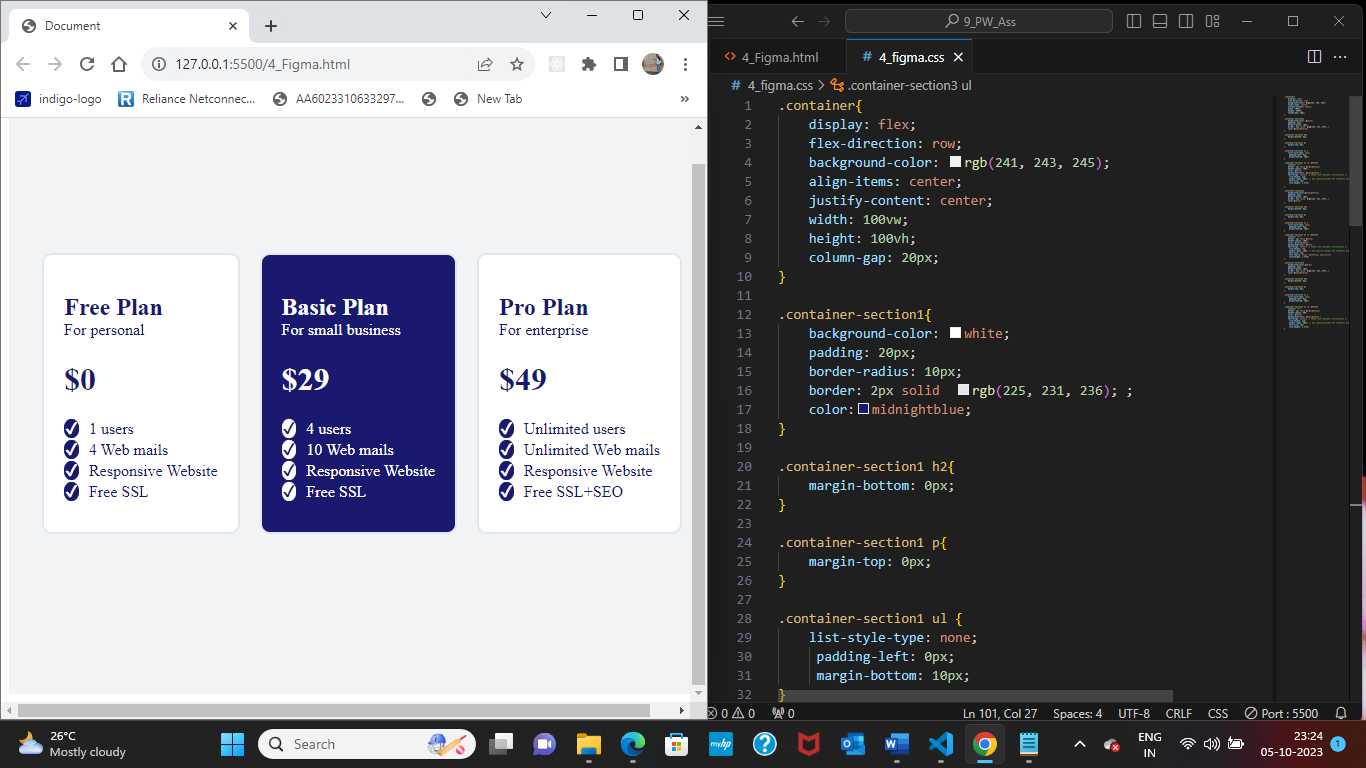 Document
127.0.0.1:5500/4_Figma.html
indigo-logo
Reliance Netconnec...
AA6023310633297...
New Tab
»
Free Plan
For personal
$0
1 users
4 Web mails
Responsive Website
Free SSL
Basic Plan
For small business
$29
4 users
10 Web mails
Responsive Website
Free SSL
Pro Plan
For enterprise
$49
Unlimited users
Unlimited Web mails
Responsive Website
Free SSL+SEO
9_PW_Ass
<> 4_Figma.html
# 4_figma.css
# 4_figma.css > .container-section3 ul
1 .container{
2 display: flex;
3 flex-direction: row;
4 background-color: rgb(241, 243, 245);
5 align-items: center;
6 justify-content: center;
7 width: 100vw;
8 height: 100vh;
9 column-gap: 20px;
10 }
11
12 .container-section1{
13 background-color: white;
14 padding: 20px;
15 border-radius: 10px;
16 border: 2px solid rgb(225, 231, 236); ;
17 color: midnightblue;
18 }
19
20 .container-section1 h2{
21 margin-bottom: 0px;
22 }
23
24 .container-section1 p{
25 margin-top: 0px;
26 }
27
28 .container-section1 ul {
29 list-style-type: none;
30 padding-left: 0px;
31 margin-bottom: 10px;
32 }
0 0 0 Ln 101, Col 27 Spaces: 4 UTF-8 CRLF CSS Port : 5500
26°C
Mostly cloudy
Search
myhp
W
ENG
IN
23:24
05-10-2023
1